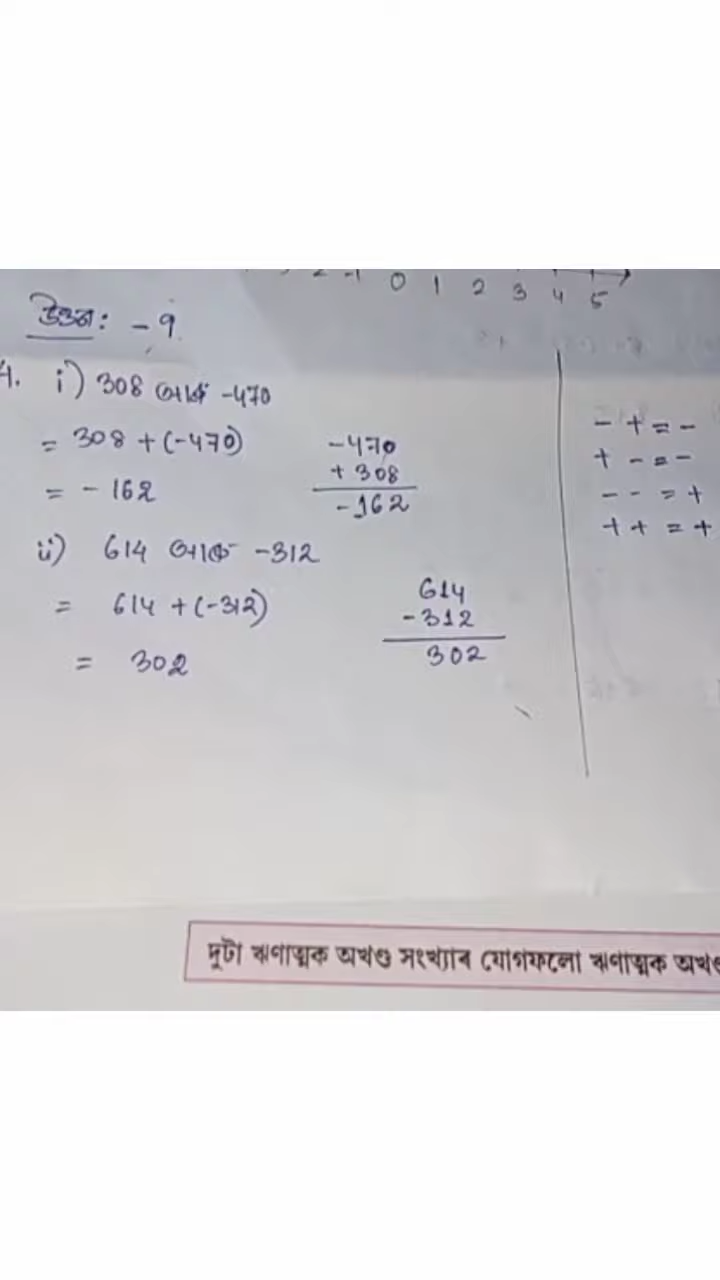 -1 0 1 2 3 4 5
উত্তৰ: -9
4. i) 308 আৰু -470
= 308 + (-470)
= - 162
-470
+ 308
-162
ii) 614 আৰু -312
= 614 + (-312)
= 302
614
- 312
302
- + = -
+ - = -
- - = +
+ + = +
দুটা ঋণাত্মক অখণ্ড সংখ্যাৰ যোগফলো ঋণাত্মক